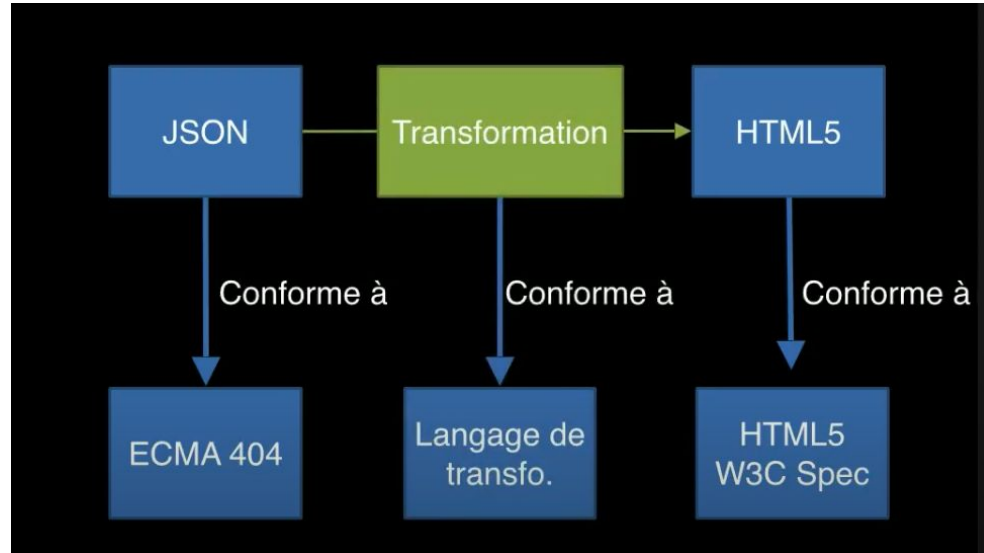 JSON
Transformation
HTML5
Conforme à
Conforme à
Conforme à
ECMA 404
Langage de
transfo.
HTML5
W3C Spec